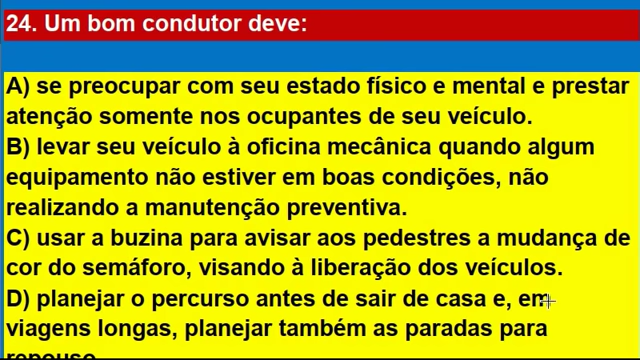 24. Um bom condutor deve:
A) se preocupar com seu estado físico e mental e prestar
atenção somente nos ocupantes de seu veículo.
B) levar seu veículo à oficina mecânica quando algum
equipamento não estiver em boas condições, não
realizando a manutenção preventiva.
C) usar a buzina para avisar aos pedestres a mudança de
cor do semáforo, visando à liberação dos veículos.
D) planejar o percurso antes de sair de casa e, em
viagens longas, planejar também as paradas para
repouso.